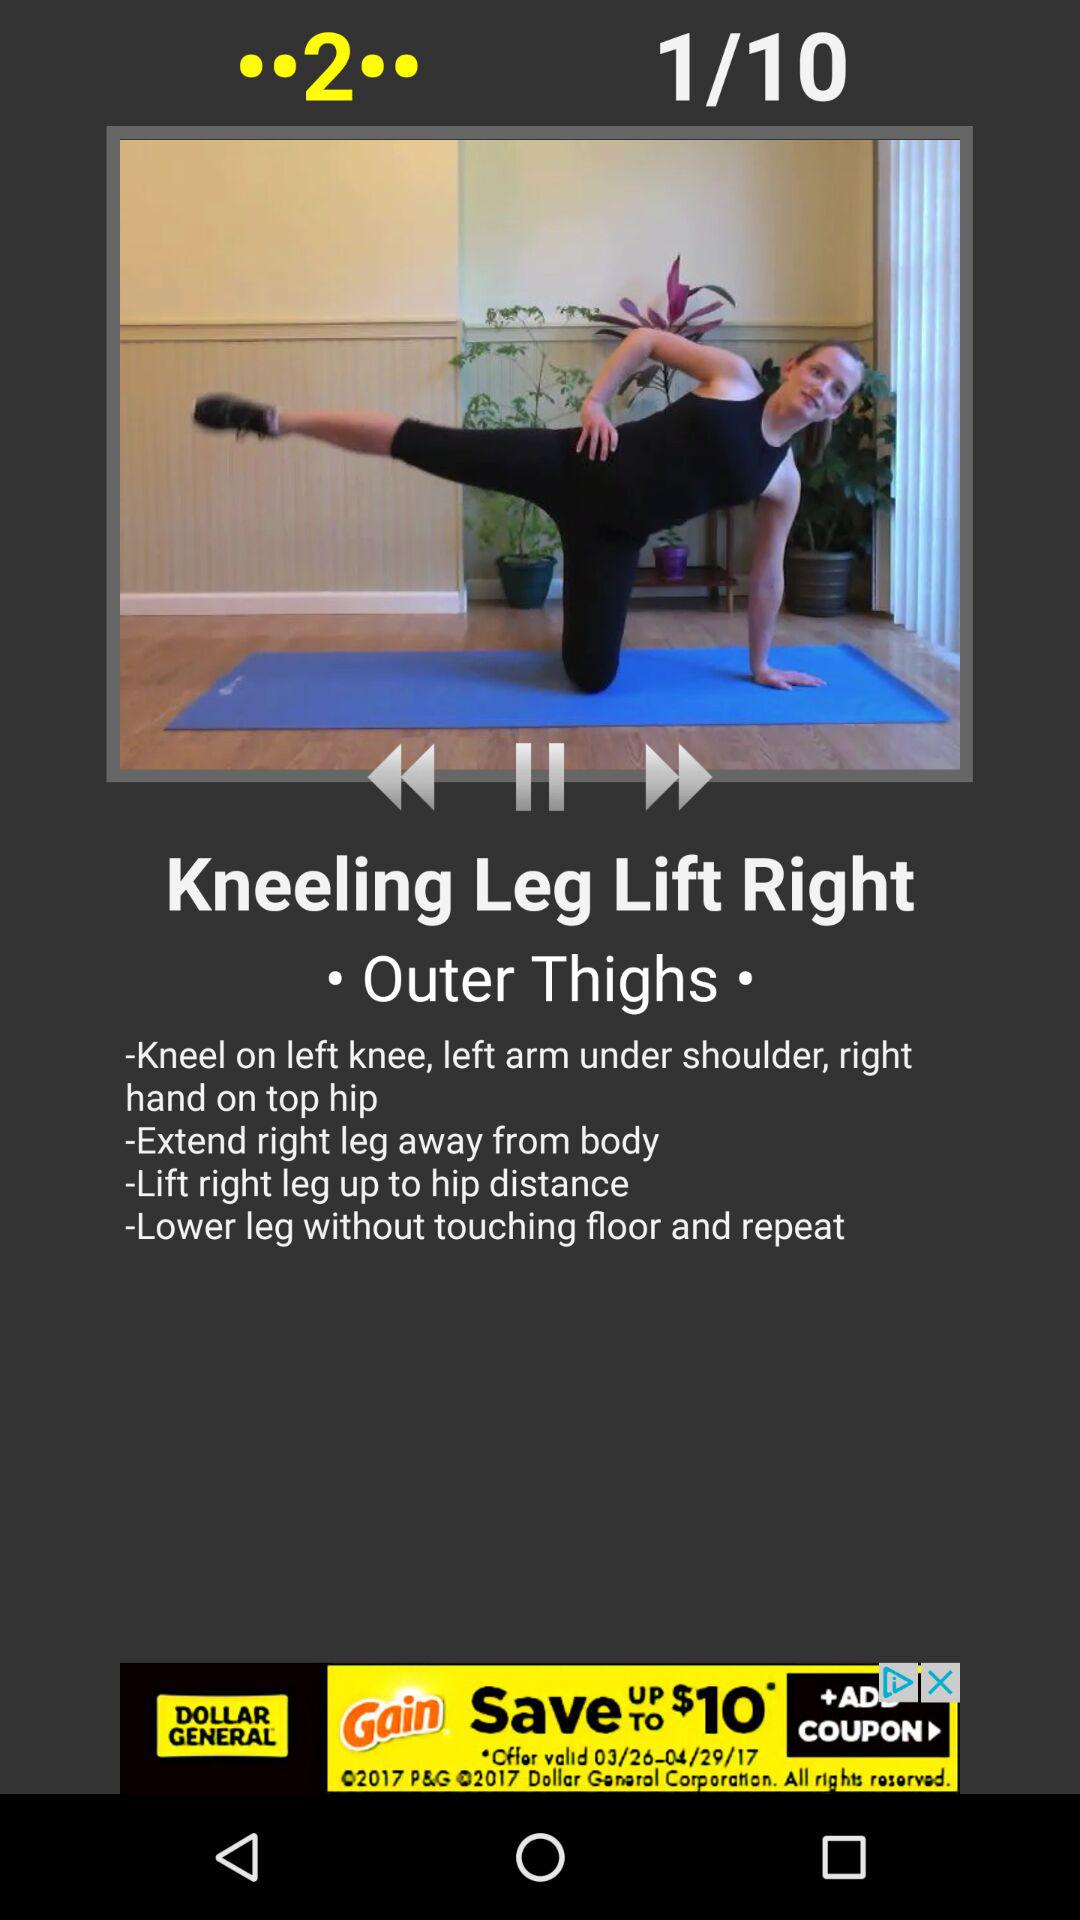 ••2••
1/10
Kneeling Leg Lift Right
• Outer Thighs •
-Kneel on left knee, left arm under shoulder, right
hand on top hip
-Extend right leg away from body
-Lift right leg up to hip distance
-Lower leg without touching floor and repeat
DOLLAR
GENERAL
Gain
Save UP TO $10*
*Offer valid 03/26-04/29/17
©2017 P&G ©2017 Dollar General Corporation. All rights reserved.
+ADD
COUPON